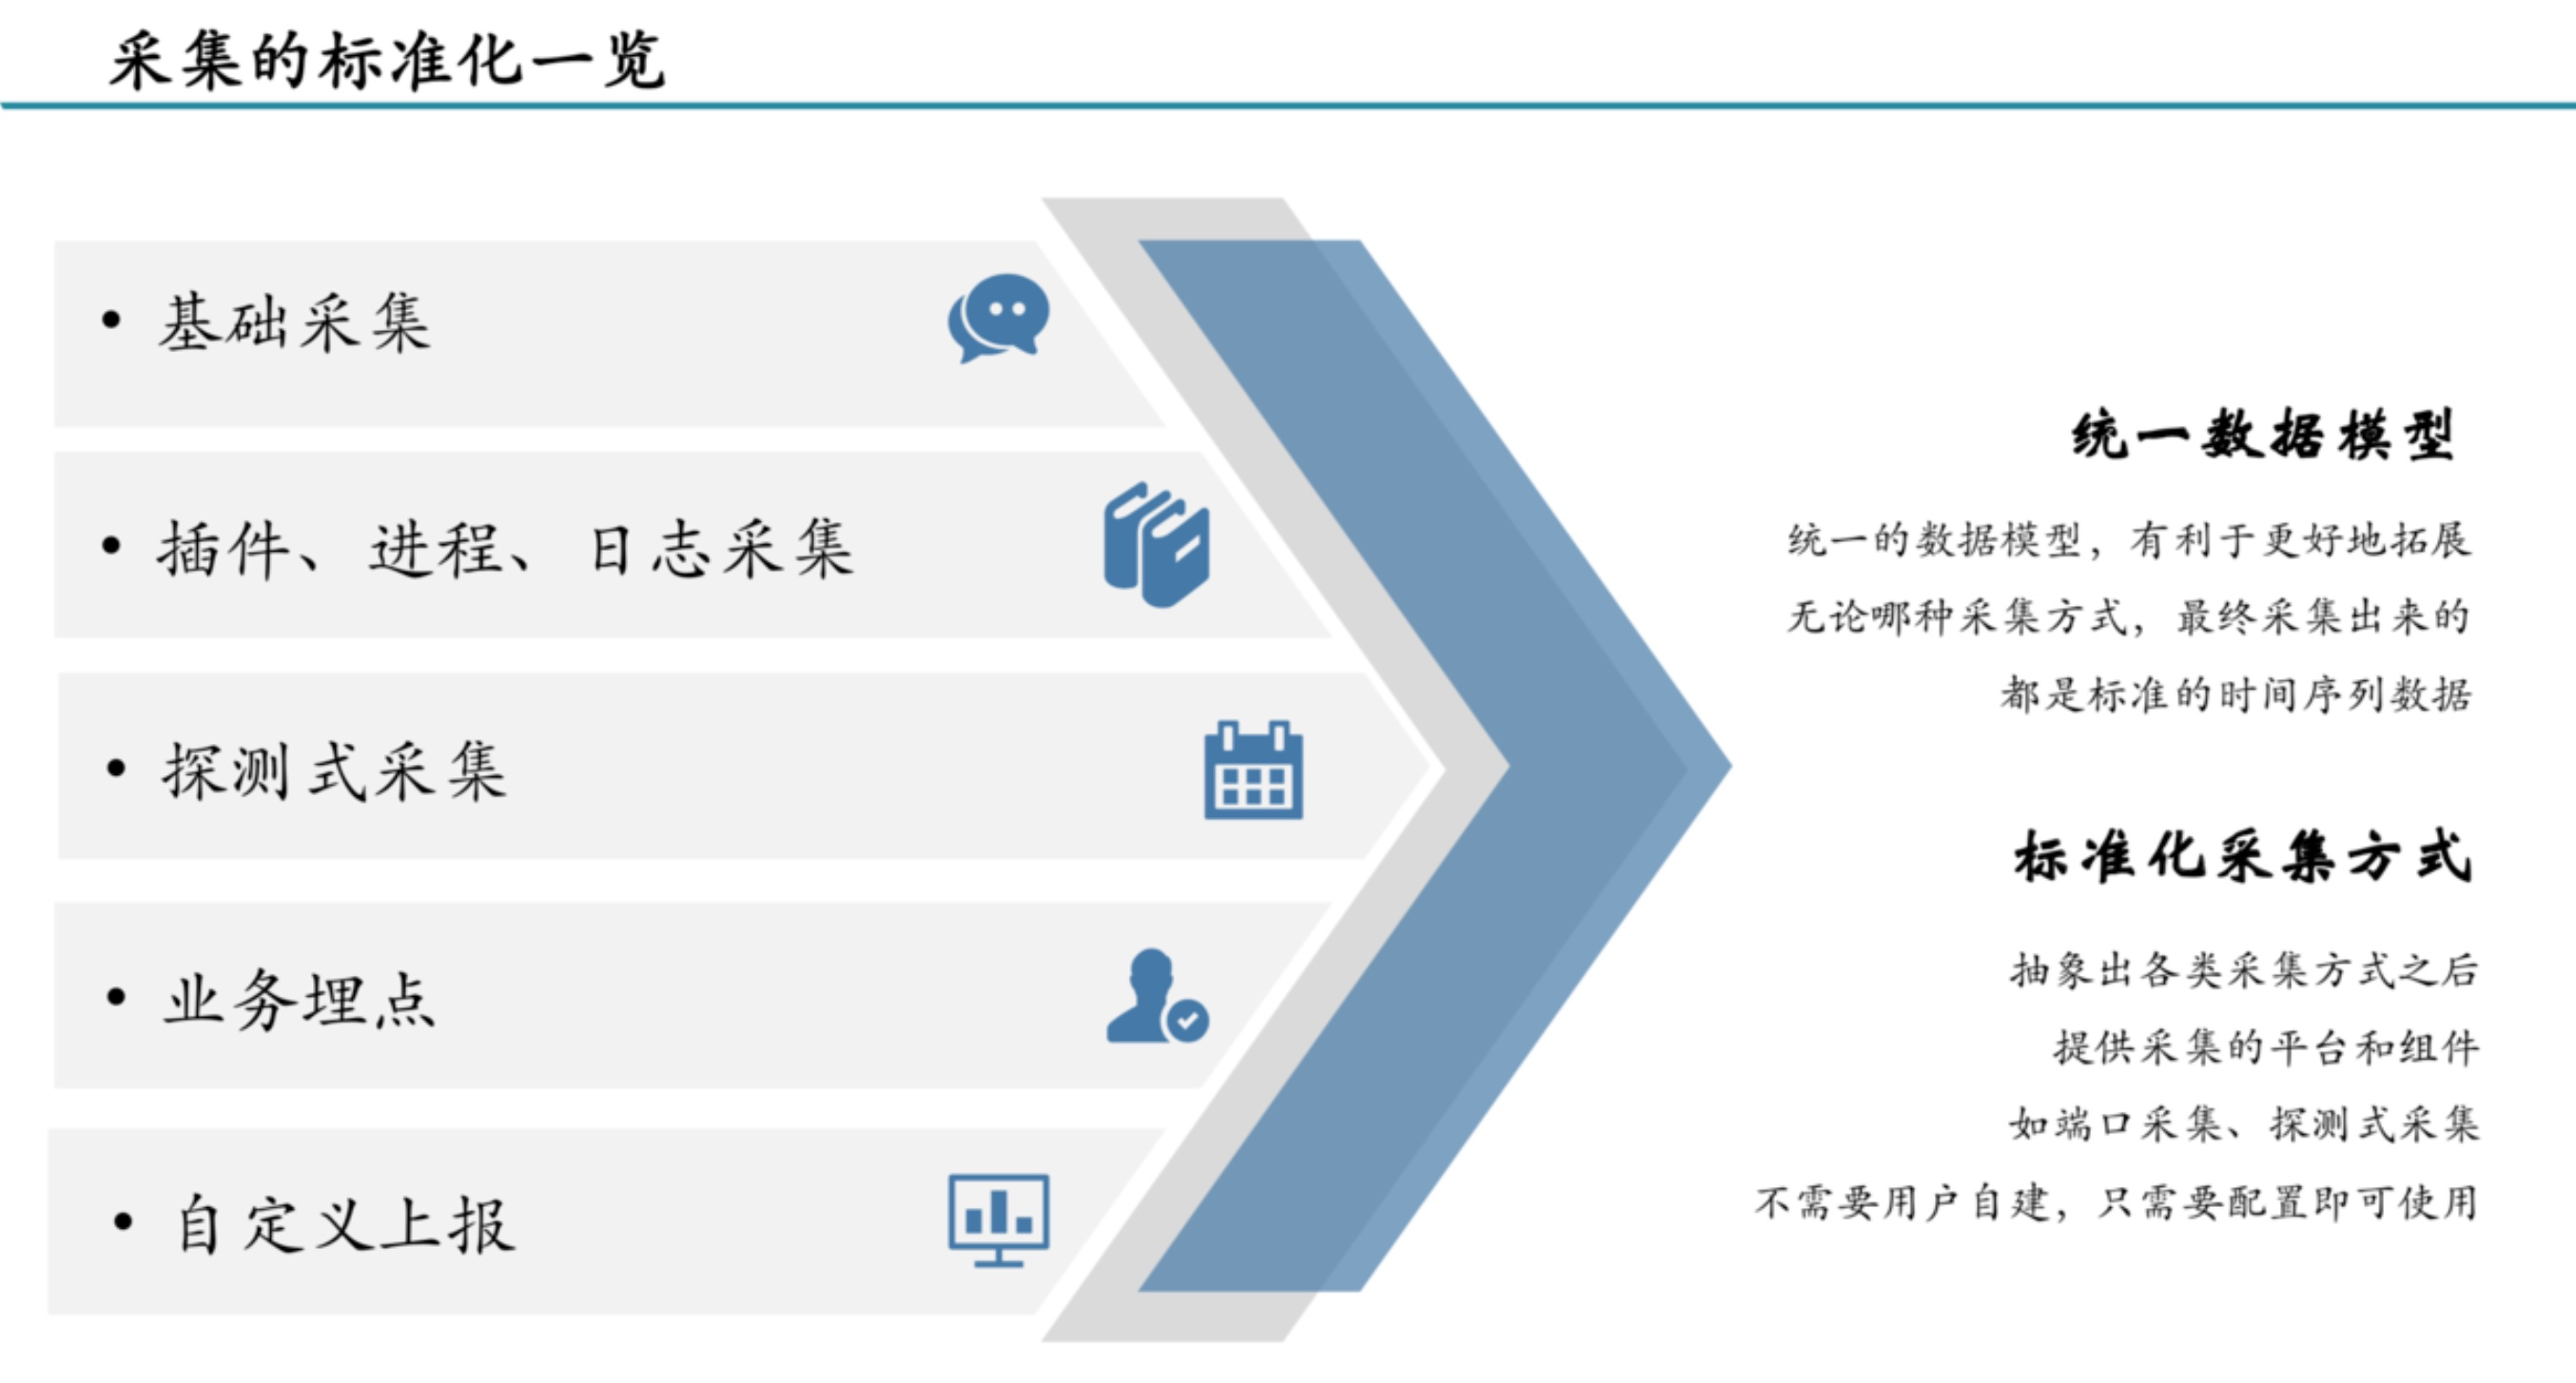 采集的标准化一览
• 基础采集
• 插件、进程、日志采集
• 探测式采集
• 业务埋点
• 自定义上报
统一数据模型
统一的数据模型，有利于更好地拓展
无论哪种采集方式，最终采集出来的
都是标准的时间序列数据
标准化采集方式
抽象出各类采集方式之后
提供采集的平台和组件
如端口采集、探测式采集
不需要用户自建，只需要配置即可使用